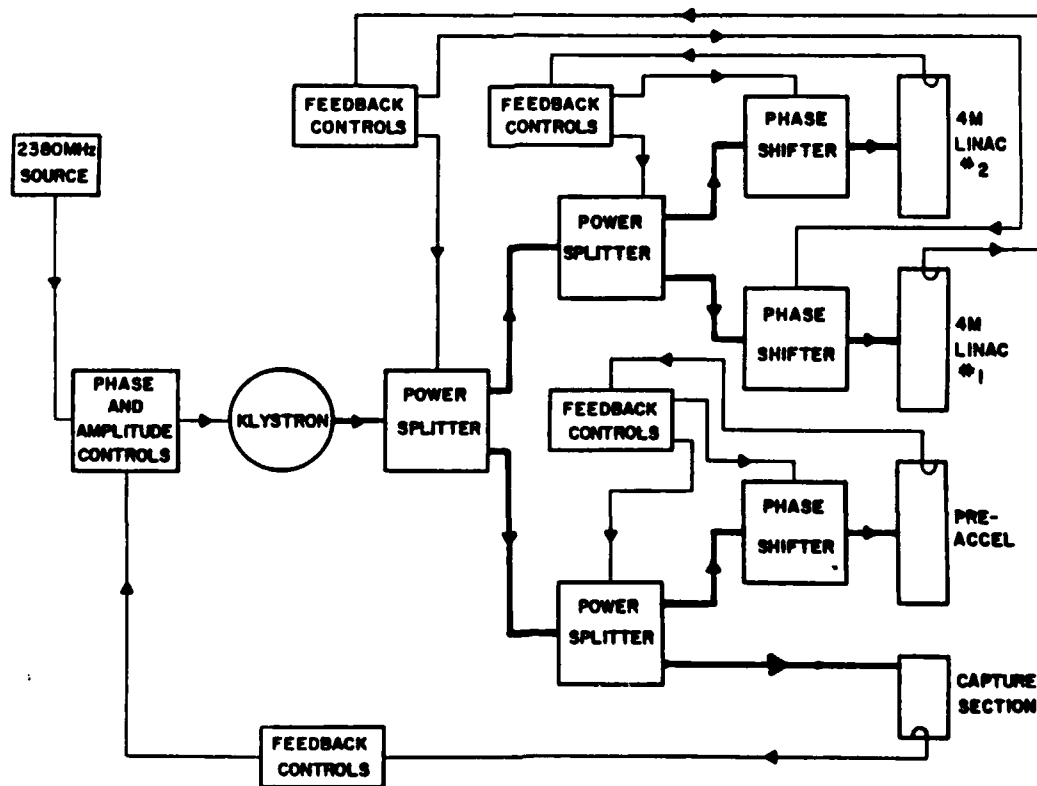 FEEDBACK
CONTROLS
FEEDBACK
CONTROLS
PHASE
SHIFTER
4M
LINAC
#2
2380MHz
SOURCE
POWER
SPLITTER
PHASE
SHIFTER
4M
LINAC
#1
PHASE
AND
AMPLITUDE
CONTROLS
KLYSTRON
POWER
SPLITTER
FEEDBACK
CONTROLS
PHASE
SHIFTER
PRE-
ACCEL
POWER
SPLITTER
CAPTURE
SECTION
FEEDBACK
CONTROLS